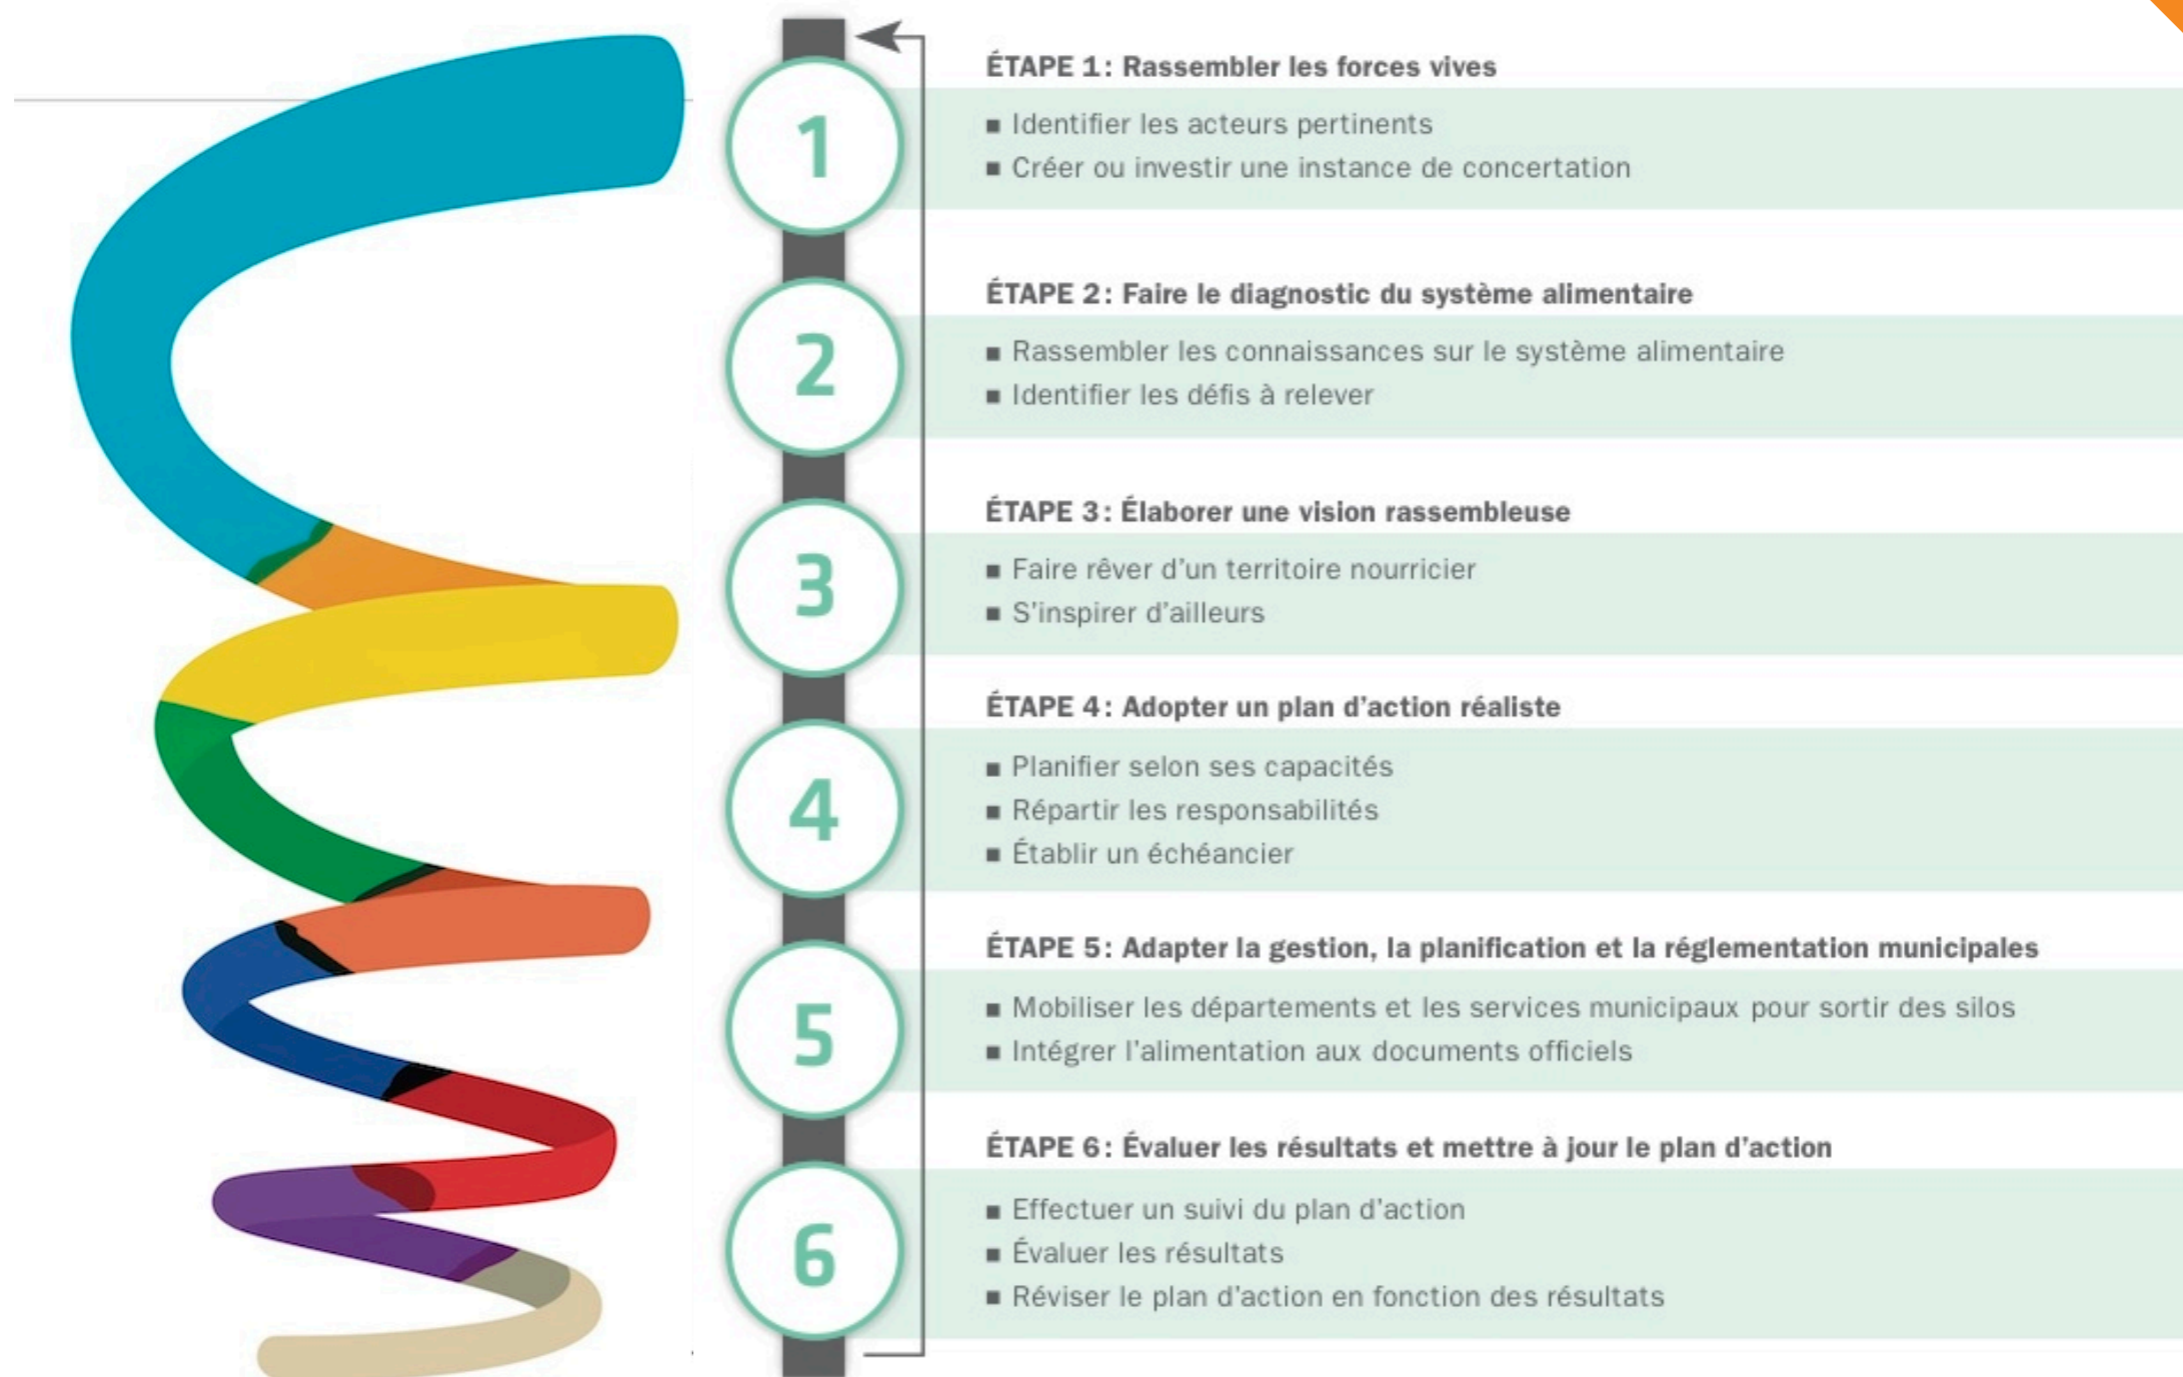 1
ÉTAPE 1: Rassembler les forces vives
■ Identifier les acteurs pertinents
■ Créer ou investir une instance de concertation
2
ÉTAPE 2: Faire le diagnostic du système alimentaire
■ Rassembler les connaissances sur le système alimentaire
■ Identifier les défis à relever
3
ÉTAPE 3: Élaborer une vision rassembleuse
■ Faire rêver d’un territoire nourricier
■ S’inspirer d’ailleurs
4
ÉTAPE 4: Adopter un plan d’action réaliste
■ Planifier selon ses capacités
■ Répartir les responsabilités
■ Établir un échéancier
5
ÉTAPE 5: Adapter la gestion, la planification et la réglementation municipales
■ Mobiliser les départements et les services municipaux pour sortir des silos
■ Intégrer l’alimentation aux documents officiels
6
ÉTAPE 6: Évaluer les résultats et mettre à jour le plan d’action
■ Effectuer un suivi du plan d’action
■ Évaluer les résultats
■ Réviser le plan d’action en fonction des résultats